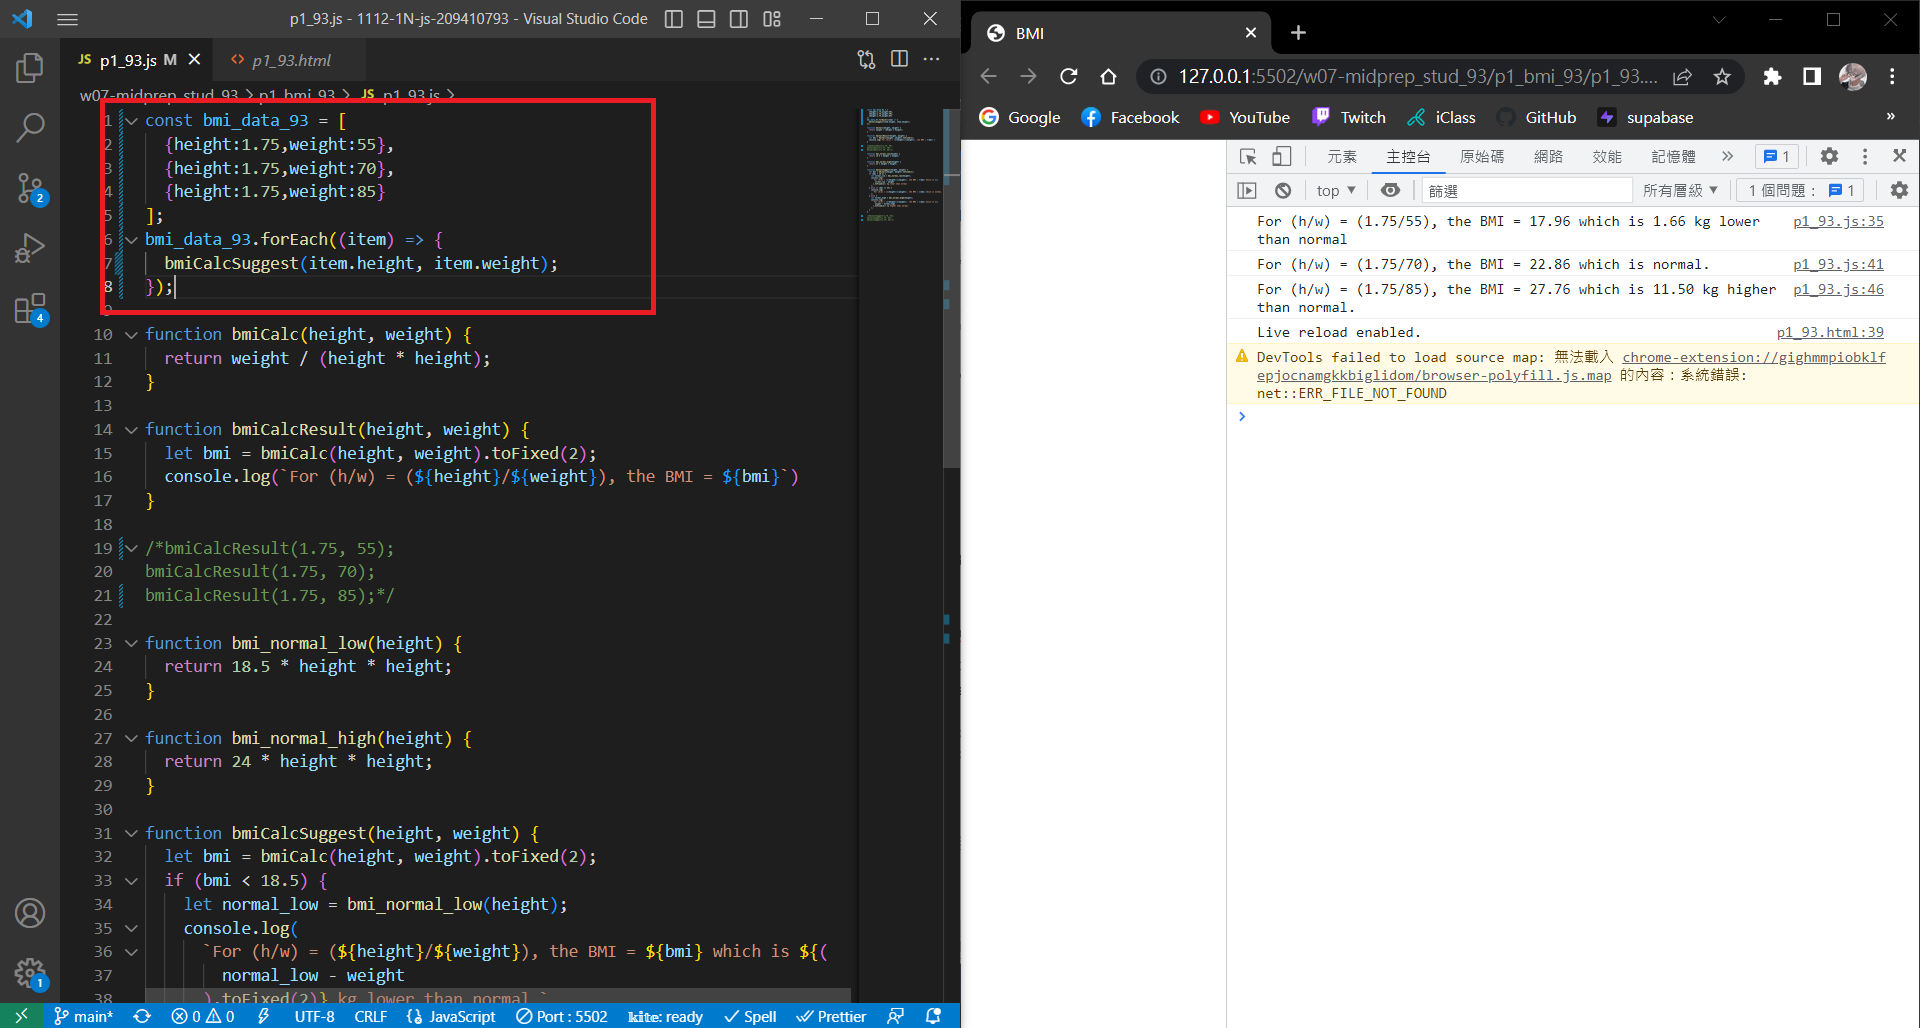 p1_93.js - 1112-1N-js-209410793 - Visual Studio Code
JS p1_93.js M
<> p1_93.html
w07-midprep_stud_93 > p1_bmi_93 > JS p1_93.js >
1 const bmi_data_93 = [
2 {height:1.75,weight:55},
3 {height:1.75,weight:70},
4 {height:1.75,weight:85}
5 ];
6 bmi_data_93.forEach((item) => {
7 bmiCalcSuggest(item.height, item.weight);
8 });
9
10 function bmiCalc(height, weight) {
11 return weight / (height * height);
12 }
13
14 function bmiCalcResult(height, weight) {
15 let bmi = bmiCalc(height, weight).toFixed(2);
16 console.log(`For (h/w) = (${height}/${weight}), the BMI = ${bmi}`)
17 }
18
19 /*bmiCalcResult(1.75, 55);
20 bmiCalcResult(1.75, 70);
21 bmiCalcResult(1.75, 85);*/
22
23 function bmi_normal_low(height) {
24 return 18.5 * height * height;
25 }
26
27 function bmi_normal_high(height) {
28 return 24 * height * height;
29 }
30
31 function bmiCalcSuggest(height, weight) {
32 let bmi = bmiCalc(height, weight).toFixed(2);
33 if (bmi < 18.5) {
34 let normal_low = bmi_normal_low(height);
35 console.log(
36 `For (h/w) = (${height}/${weight}), the BMI = ${bmi} which is ${(
37 normal_low - weight
38 ).toFixed(2)} kg lower than normal `
2
4
1
main* 0 0 UTF-8 CRLF {} JavaScript Port : 5502 kite: ready Spell Prettier
BMI
127.0.0.1:5502/w07-midprep_stud_93/p1_bmi_93/p1_93....
Google Facebook YouTube Twitch iClass GitHub supabase »
元素 主控台 原始碼 網路 效能 記憶體 » 1
top 篩選 所有層級 1 個問題： 1
For (h/w) = (1.75/55), the BMI = 17.96 which is 1.66 kg lower p1_93.js:35
than normal
For (h/w) = (1.75/70), the BMI = 22.86 which is normal. p1_93.js:41
For (h/w) = (1.75/85), the BMI = 27.76 which is 11.50 kg higher p1_93.js:46
than normal.
Live reload enabled. p1_93.html:39
DevTools failed to load source map: 無法載入 chrome-extension://gighmmpiobklf
epjocnamgkkbiglidom/browser-polyfill.js.map 的內容：系統錯誤:
net::ERR_FILE_NOT_FOUND